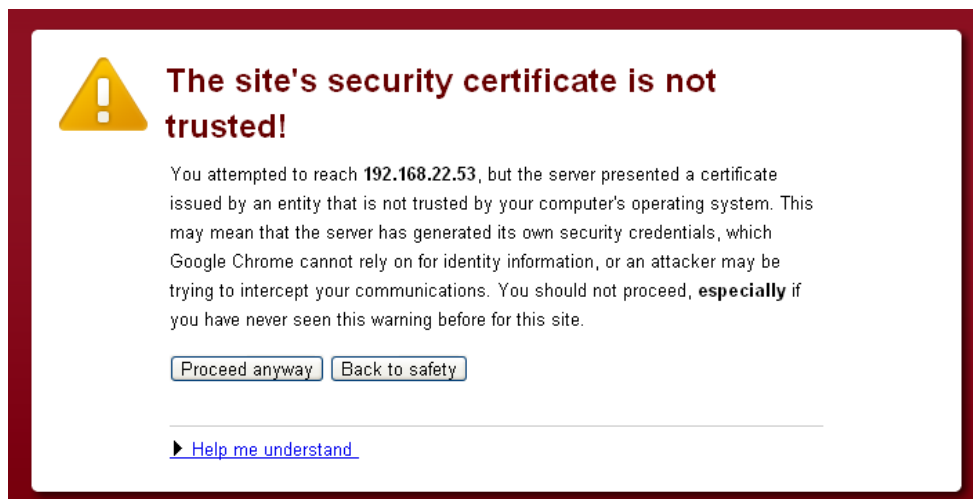 The site's security certificate is not
trusted!
You attempted to reach 192.168.22.53, but the server presented a certificate
issued by an entity that is not trusted by your computer's operating system. This
may mean that the server has generated its own security credentials, which
Google Chrome cannot rely on for identity information, or an attacker may be
trying to intercept your communications. You should not proceed, especially if
you have never seen this warning before for this site.
Proceed anyway Back to safety
Help me understand